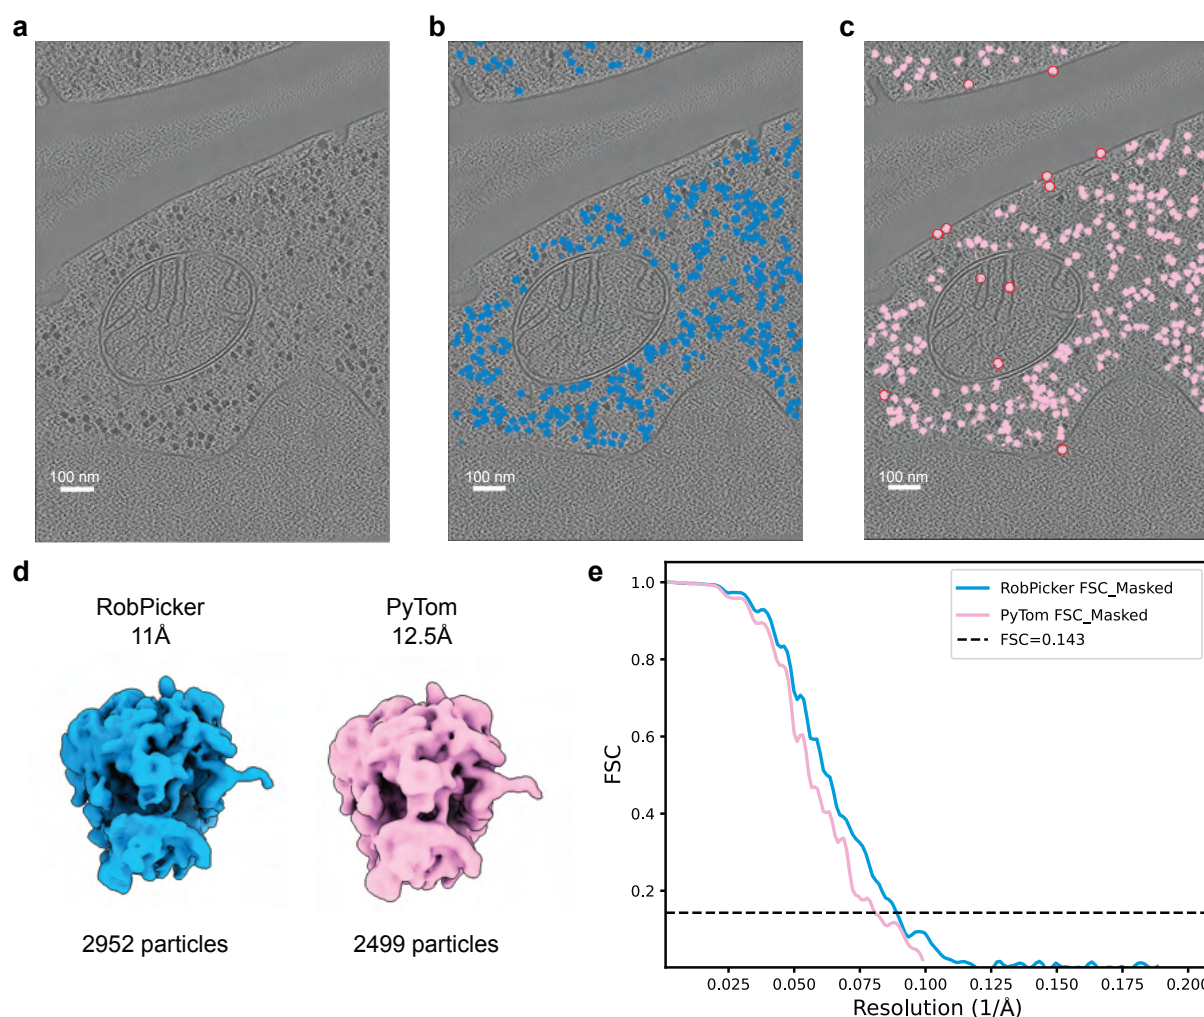 a
b
c
100 nm
100 nm
100 nm
d
RobPicker
11Å
PyTom
12.5Å
2952 particles
2499 particles
e
RobPicker FSC_Masked
PyTom FSC_Masked
FSC=0.143
FSC
1.0
0.8
0.6
0.4
0.2
0.025
0.050
0.075
0.100
0.125
0.150
0.175
0.200
Resolution (1/Å)